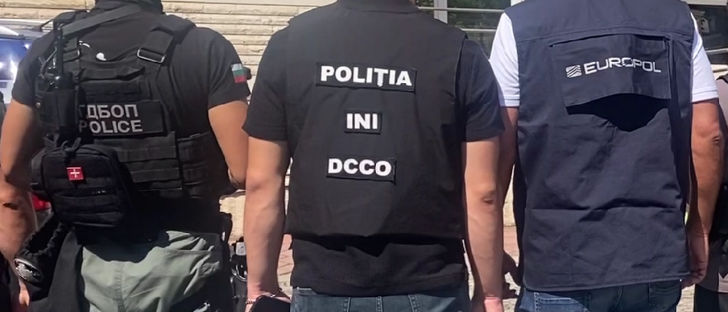 ГДБОП
POLICE
POLIȚIA
INI
DCCO
EUROPOL